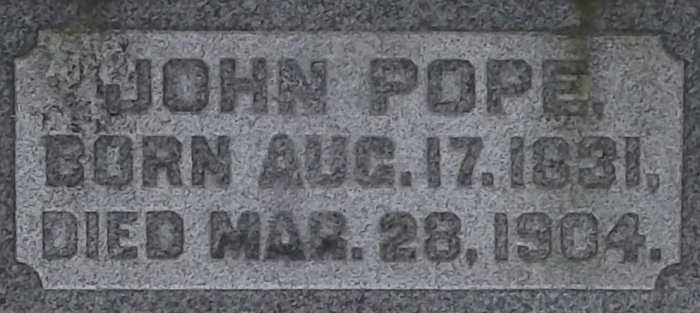 JOHN POPE,
BORN AUG. 17. 1831,
DIED MAR. 28, 1904.